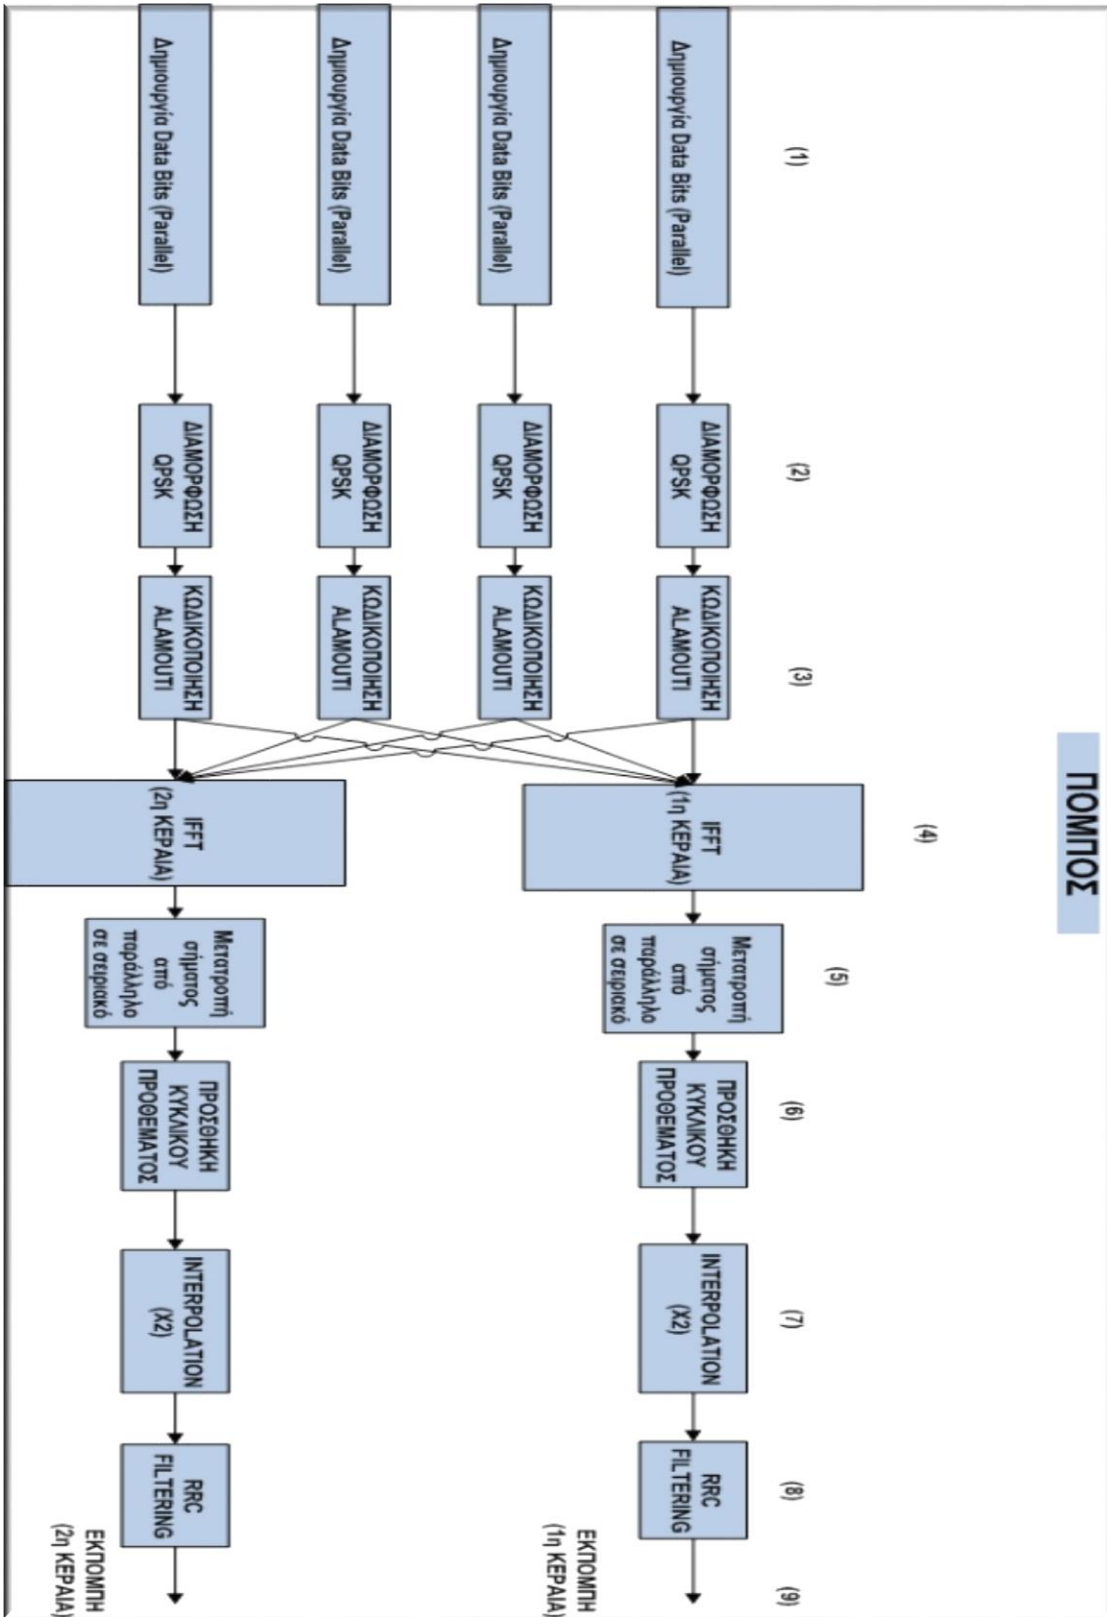 ΠΟΜΠΟΣ
(1)
(2)
(3)
(4)
(5)
(6)
(7)
(8)
(9)
Δημιουργία Data Bits (Parallel)
ΔΙΑΜΟΡΦΩΣΗ
QPSK
ΚΩΔΙΚΟΠΟΙΗΣΗ
ALAMOUTI
IFFT
(1η ΚΕΡΑΙΑ)
Μετατροπή
σήματος
από
παράλληλο
σε σειριακό
ΠΡΟΣΘΗΚΗ
ΚΥΚΛΙΚΟΥ
ΠΡΟΘΕΜΑΤΟΣ
INTERPOLATION
(X2)
RRC
FILTERING
ΕΚΠΟΜΠΗ
(1η ΚΕΡΑΙΑ)
Δημιουργία Data Bits (Parallel)
ΔΙΑΜΟΡΦΩΣΗ
QPSK
ΚΩΔΙΚΟΠΟΙΗΣΗ
ALAMOUTI
Δημιουργία Data Bits (Parallel)
ΔΙΑΜΟΡΦΩΣΗ
QPSK
ΚΩΔΙΚΟΠΟΙΗΣΗ
ALAMOUTI
Δημιουργία Data Bits (Parallel)
ΔΙΑΜΟΡΦΩΣΗ
QPSK
ΚΩΔΙΚΟΠΟΙΗΣΗ
ALAMOUTI
IFFT
(2η ΚΕΡΑΙΑ)
Μετατροπή
σήματος
από
παράλληλο
σε σειριακό
ΠΡΟΣΘΗΚΗ
ΚΥΚΛΙΚΟΥ
ΠΡΟΘΕΜΑΤΟΣ
INTERPOLATION
(X2)
RRC
FILTERING
ΕΚΠΟΜΠΗ
(2η ΚΕΡΑΙΑ)